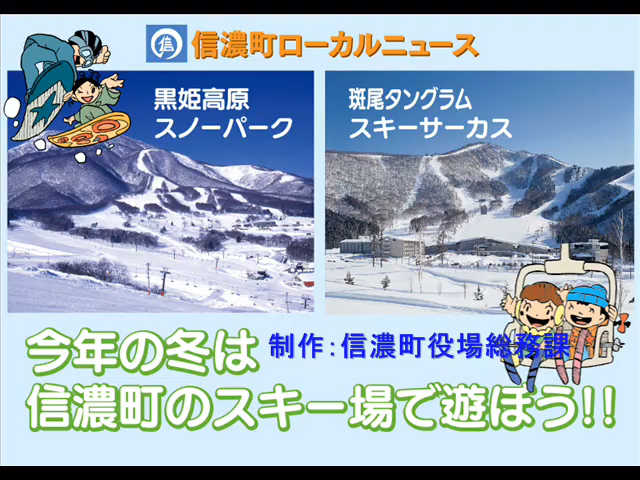 信濃町ローカルニュース
黒姫高原
スノーパーク
斑尾タングラム
スキーサーカス
今年の冬は
制作:信濃町役場総務課
信濃町のスキー場で遊ぼう!!